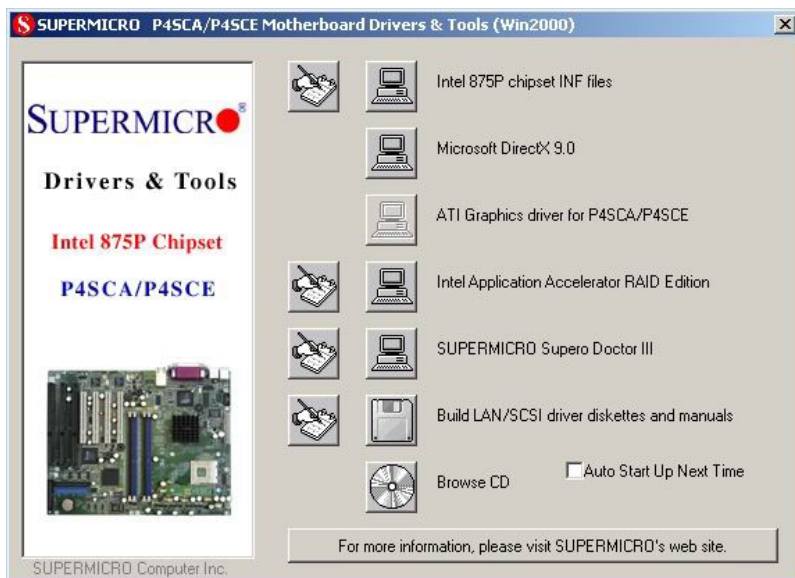 SUPERMICRO P4SCA/P4SCE Motherboard Drivers & Tools (Win2000)
SUPERMICRO®
Drivers & Tools
Intel 875P Chipset
P4SCA/P4SCE
SUPERMICRO Computer Inc.
Intel 875P chipset INF files
Microsoft DirectX 9.0
ATI Graphics driver for P4SCA/P4SCE
Intel Application Accelerator RAID Edition
SUPERMICRO Supero Doctor III
Build LAN/SCSI driver diskettes and manuals
Browse CD
Auto Start Up Next Time
For more information, please visit SUPERMICRO's web site.